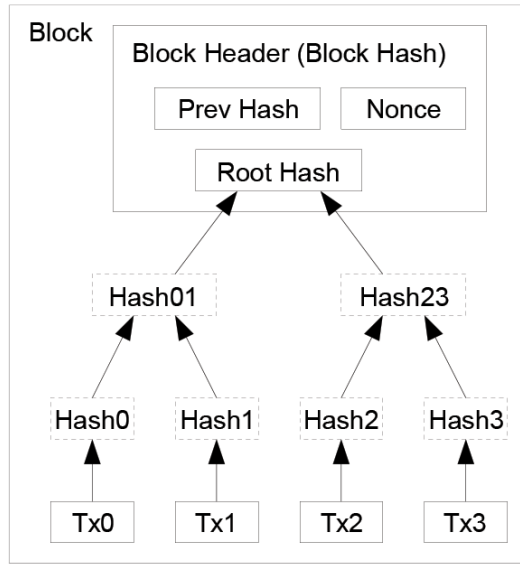 Block
Block Header (Block Hash)
Prev Hash
Nonce
Root Hash
Hash01
Hash23
Hash0
Hash1
Hash2
Hash3
Tx0
Tx1
Tx2
Tx3